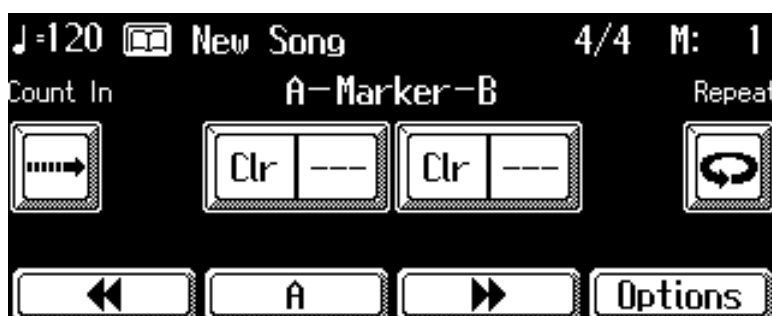 ♩=120 New Song 4/4 M: 1
Count In A-Marker-B Repeat
Clr --- Clr ---
A Options